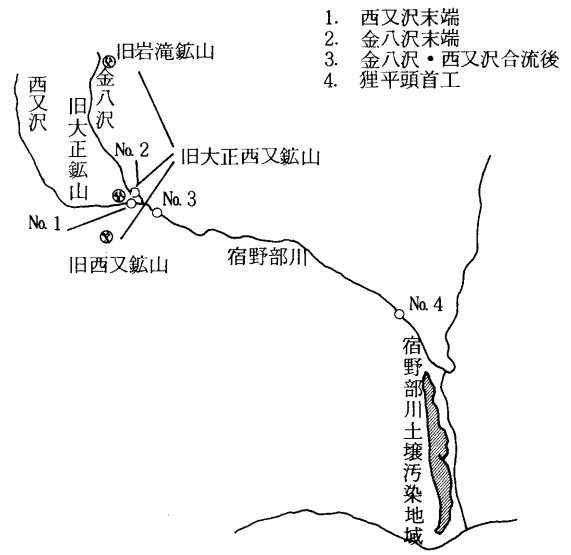 1. 西又沢末端
2. 金八沢末端
3. 金八沢・西又沢合流後
4. 狸平頭首工
旧岩滝鉱山
西又沢
金八沢
旧大正鉱山
No.2
旧大正西又鉱山
No.3
No.1
旧西又鉱山
宿野部川
No.4
宿野部川土壌汚染地域